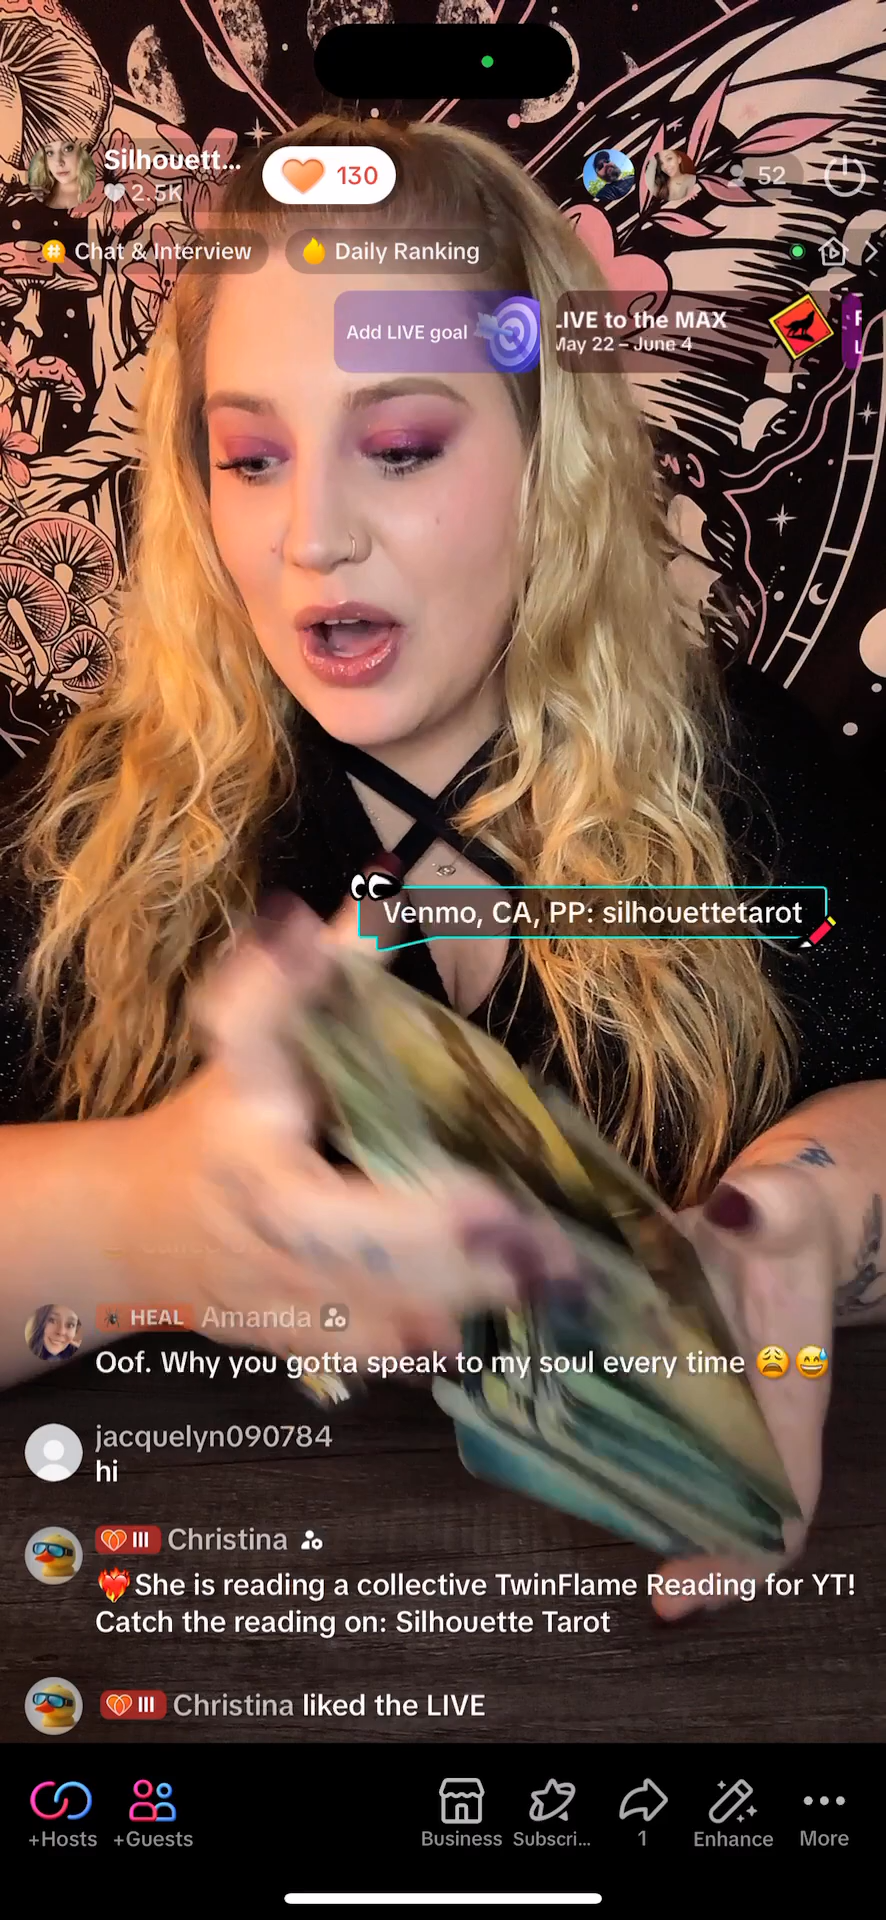 Silhouett...
2.5K
130
52
Chat & Interview
Daily Ranking
Add LIVE goal
LIVE to the MAX
May 22 – June 4
HEAL Amanda
Oof. Why you gotta speak to my soul every time 😩😅
jacquelyn090784
hi
III Christina
❤️‍🔥She is reading a collective TwinFlame Reading for YT!
Catch the reading on: Silhouette Tarot
III Christina liked the LIVE
Venmo, CA, PP: silhouettetarot
+Hosts
+Guests
Business
Subscri...
1
Enhance
More